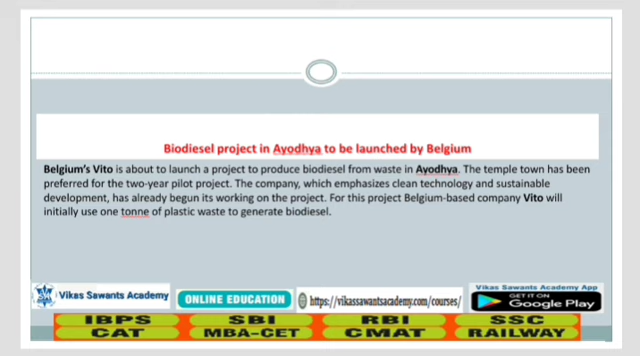 Biodiesel project in Ayodhya to be launched by Belgium
Belgium's Vito is about to launch a project to produce biodiesel from waste in Ayodhya. The temple town has been
preferred for the two-year pilot project. The company, which emphasizes clean technology and sustainable
development, has already begun its working on the project. For this project Belgium-based company Vito will
initially use one tonne of plastic waste to generate biodiesel.
Vikas Sawants Academy
ONLINE EDUCATION
https://vikassawantsacademy.com/courses/
Vikas Sawants Academy App
GET IT ON
Google Play
IBPS SBI RBI SSC
CAT MBA-CET CMAT RAILWAY